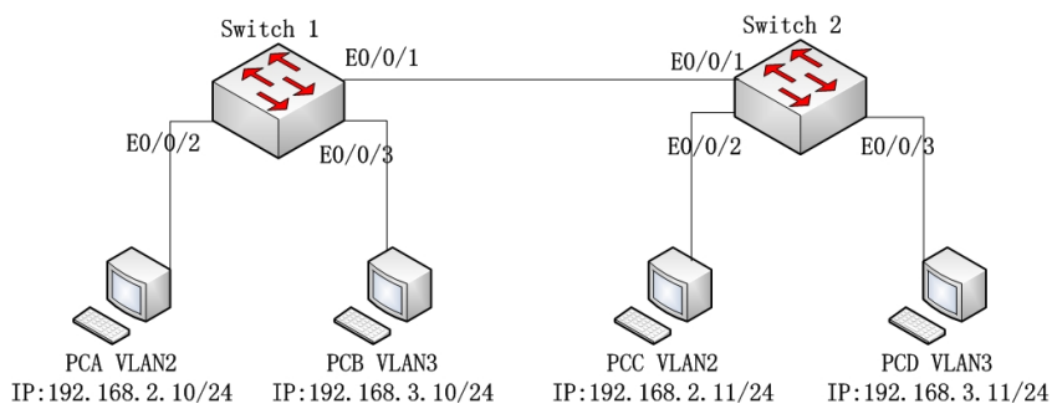 Switch 1
Switch 2
E0/0/1
E0/0/1
E0/0/2
E0/0/3
E0/0/2
E0/0/3
PCA VLAN2
IP:192.168.2.10/24
PCB VLAN3
IP:192.168.3.10/24
PCC VLAN2
IP:192.168.2.11/24
PCD VLAN3
IP:192.168.3.11/24